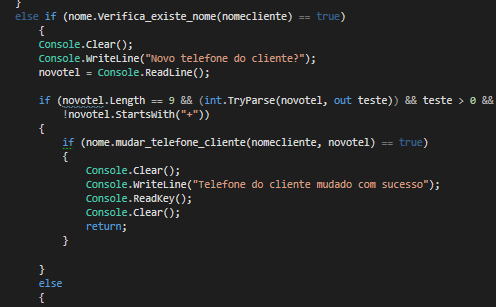 }
else if (nome.Verifica_existe_nome(nomecliente) == true)
{
Console.Clear();
Console.WriteLine("Novo telefone do cliente?");
novotel = Console.ReadLine();
if (novotel.Length == 9 && (int.TryParse(novotel, out teste)) && teste > 0 &&
!novotel.StartsWith("+"))
{
if (nome.mudar_telefone_cliente(nomecliente, novotel) == true)
{
Console.Clear();
Console.WriteLine("Telefone do cliente mudado com sucesso");
Console.ReadKey();
Console.Clear();
return;
}
}
else
{